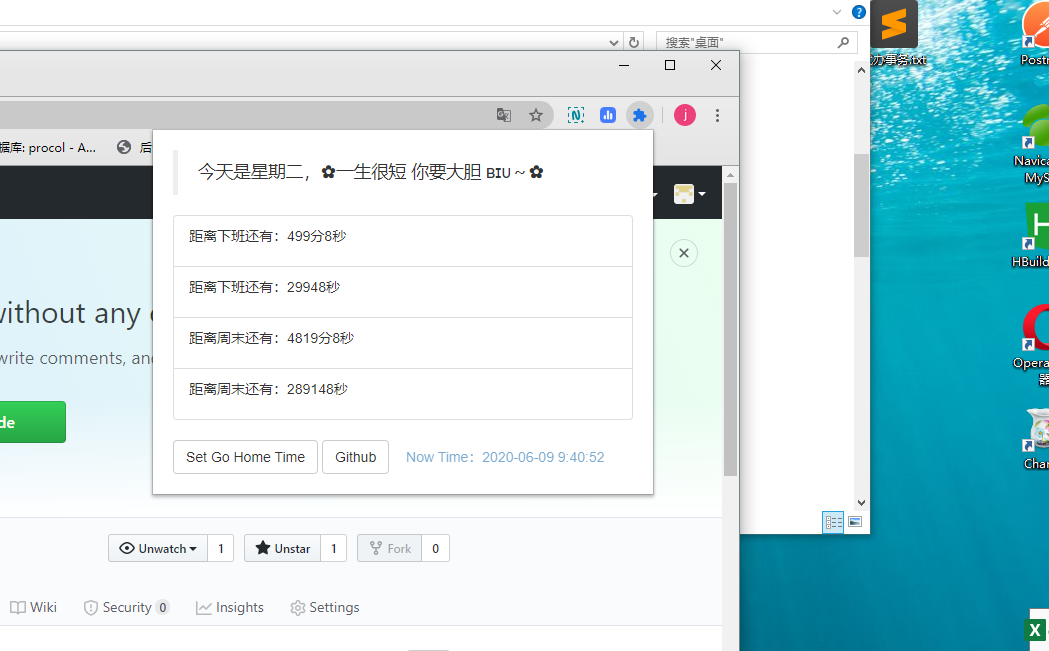 搜索"桌面"
办事务.txt
Post
据库: procol - A...
后
j
今天是星期二，✿一生很短 你要大胆 BIU ~ ✿
Navica
MyS
距离下班还有：499分8秒
HBuild
距离下班还有：29948秒
without any
距离周末还有：4819分8秒
write comments, and
Opera
器
距离周末还有：289148秒
de
Set Go Home Time
Github
Now Time：2020-06-09 9:40:52
Char
Unwatch 1
Unstar 1
Fork 0
Wiki
Security 0
Insights
Settings